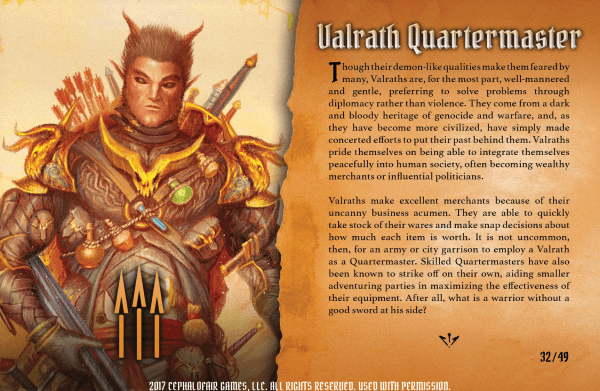 Valrath Quartermaster
Though their demon-like qualities make them feared by
many, Valraths are, for the most part, well-mannered
and gentle, preferring to solve problems through
diplomacy rather than violence. They come from a dark
and bloody heritage of genocide and warfare, and, as
they have become more civilized, have simply made
concerted efforts to put their past behind them. Valraths
pride themselves on being able to integrate themselves
peacefully into human society, often becoming wealthy
merchants or influential politicians.
Valraths make excellent merchants because of their
uncanny business acumen. They are able to quickly
take stock of their wares and make snap decisions about
how much each item is worth. It is not uncommon,
then, for an army or city garrison to employ a Valrath
as a Quartermaster. Skilled Quartermasters have also
been known to strike off on their own, aiding smaller
adventuring parties in maximizing the effectiveness of
their equipment. After all, what is a warrior without a
good sword at his side?
32/49
2017 CEPHALOFAIR GAMES, LLC. ALL RIGHTS RESERVED. USED WITH PERMISSION.